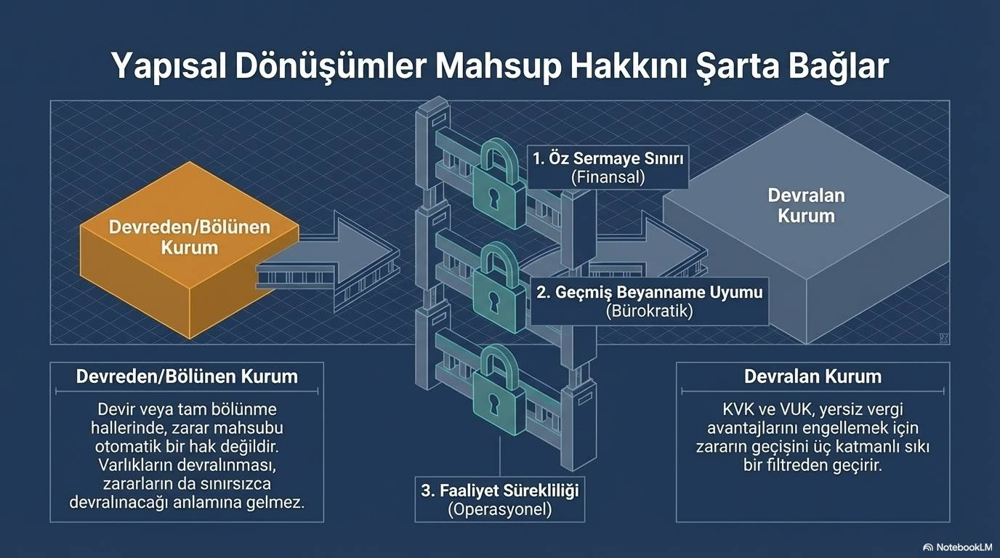 Yapısal Dönüşümler Mahsup Hakkını Şarta Bağlar
Devreden/Bölünen
Kurum
1. Öz Sermaye Sınırı
(Finansal)
2. Geçmiş Beyanname Uyumu
(Bürokratik)
3. Faaliyet Sürekliliği
(Operasyonel)
Devralan
Kurum
Devreden/Bölünen Kurum
Devir veya tam bölünme
hallerinde, zarar mahsubu
otomatik bir hak değildir.
Varlıkların devralınması,
zararların da sınırsızca
devralınacağı anlamına gelmez.
Devralan Kurum
KVK ve VUK, yersiz vergi
avantajlarını engellemek için
zararın geçişini üç katmanlı sıkı
bir filtreden geçirir.
NotebookLM